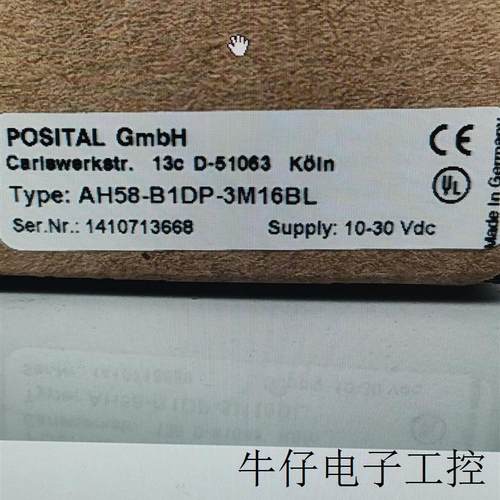 POSITAL GmbH
Carlswerkstr. 13c D-51063 Köln
Type: AH58-B1DP-3M16BL
Ser.Nr.: 1410713668 Supply: 10-30 Vdc
CE
UL
Made In Germany
牛仔电子工控